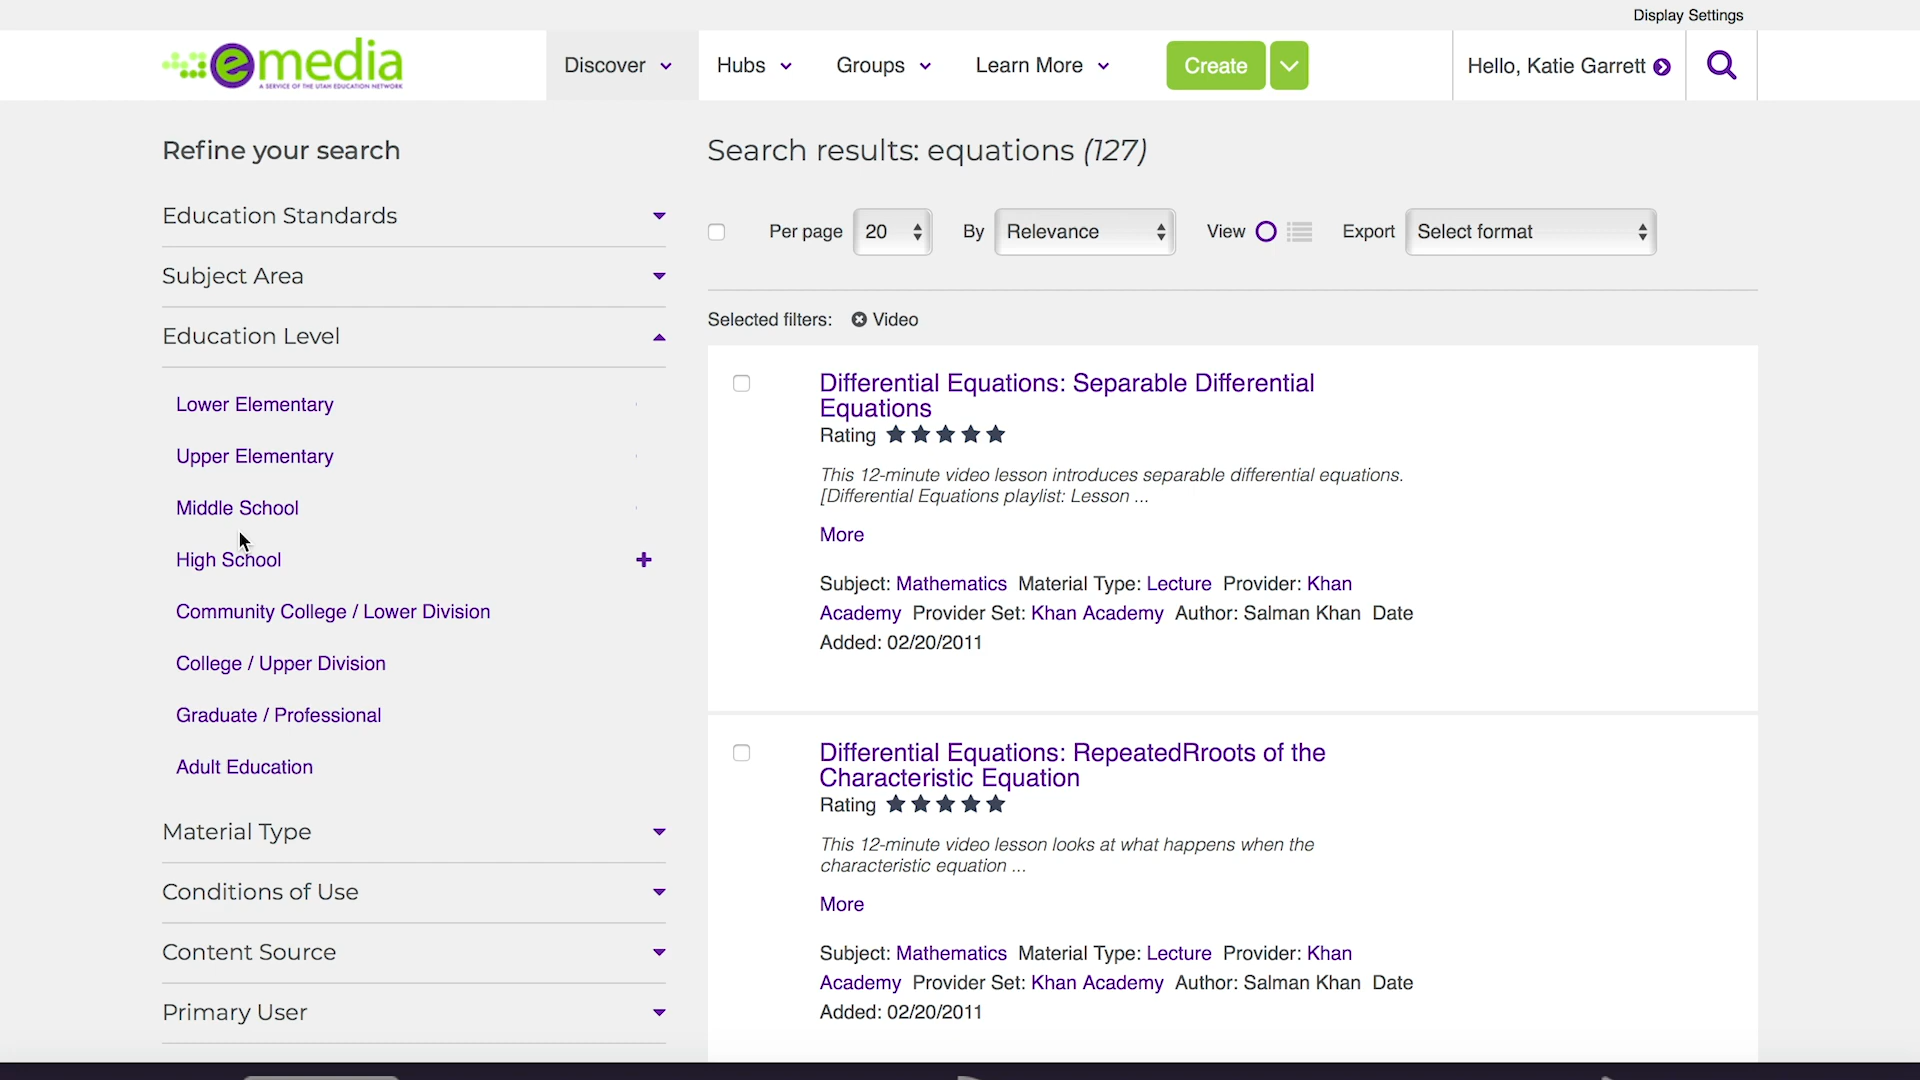 Display Settings
emedia
A SERVICE OF THE UTAH EDUCATION NETWORK
Discover
Hubs
Groups
Learn More
Create
Hello, Katie Garrett
Refine your search
Education Standards
Subject Area
Education Level
Lower Elementary
Upper Elementary
Middle School
High School
Community College / Lower Division
College / Upper Division
Graduate / Professional
Adult Education
Material Type
Conditions of Use
Content Source
Primary User
Search results: equations (127)
Per page 20 By Relevance View Export Select format
Selected filters: Video
Differential Equations: Separable Differential
Equations
Rating
This 12-minute video lesson introduces separable differential equations.
[Differential Equations playlist: Lesson ...
More
Subject: Mathematics Material Type: Lecture Provider: Khan
Academy Provider Set: Khan Academy Author: Salman Khan Date
Added: 02/20/2011
Differential Equations: RepeatedRroots of the
Characteristic Equation
Rating
This 12-minute video lesson looks at what happens when the
characteristic equation ...
More
Subject: Mathematics Material Type: Lecture Provider: Khan
Academy Provider Set: Khan Academy Author: Salman Khan Date
Added: 02/20/2011